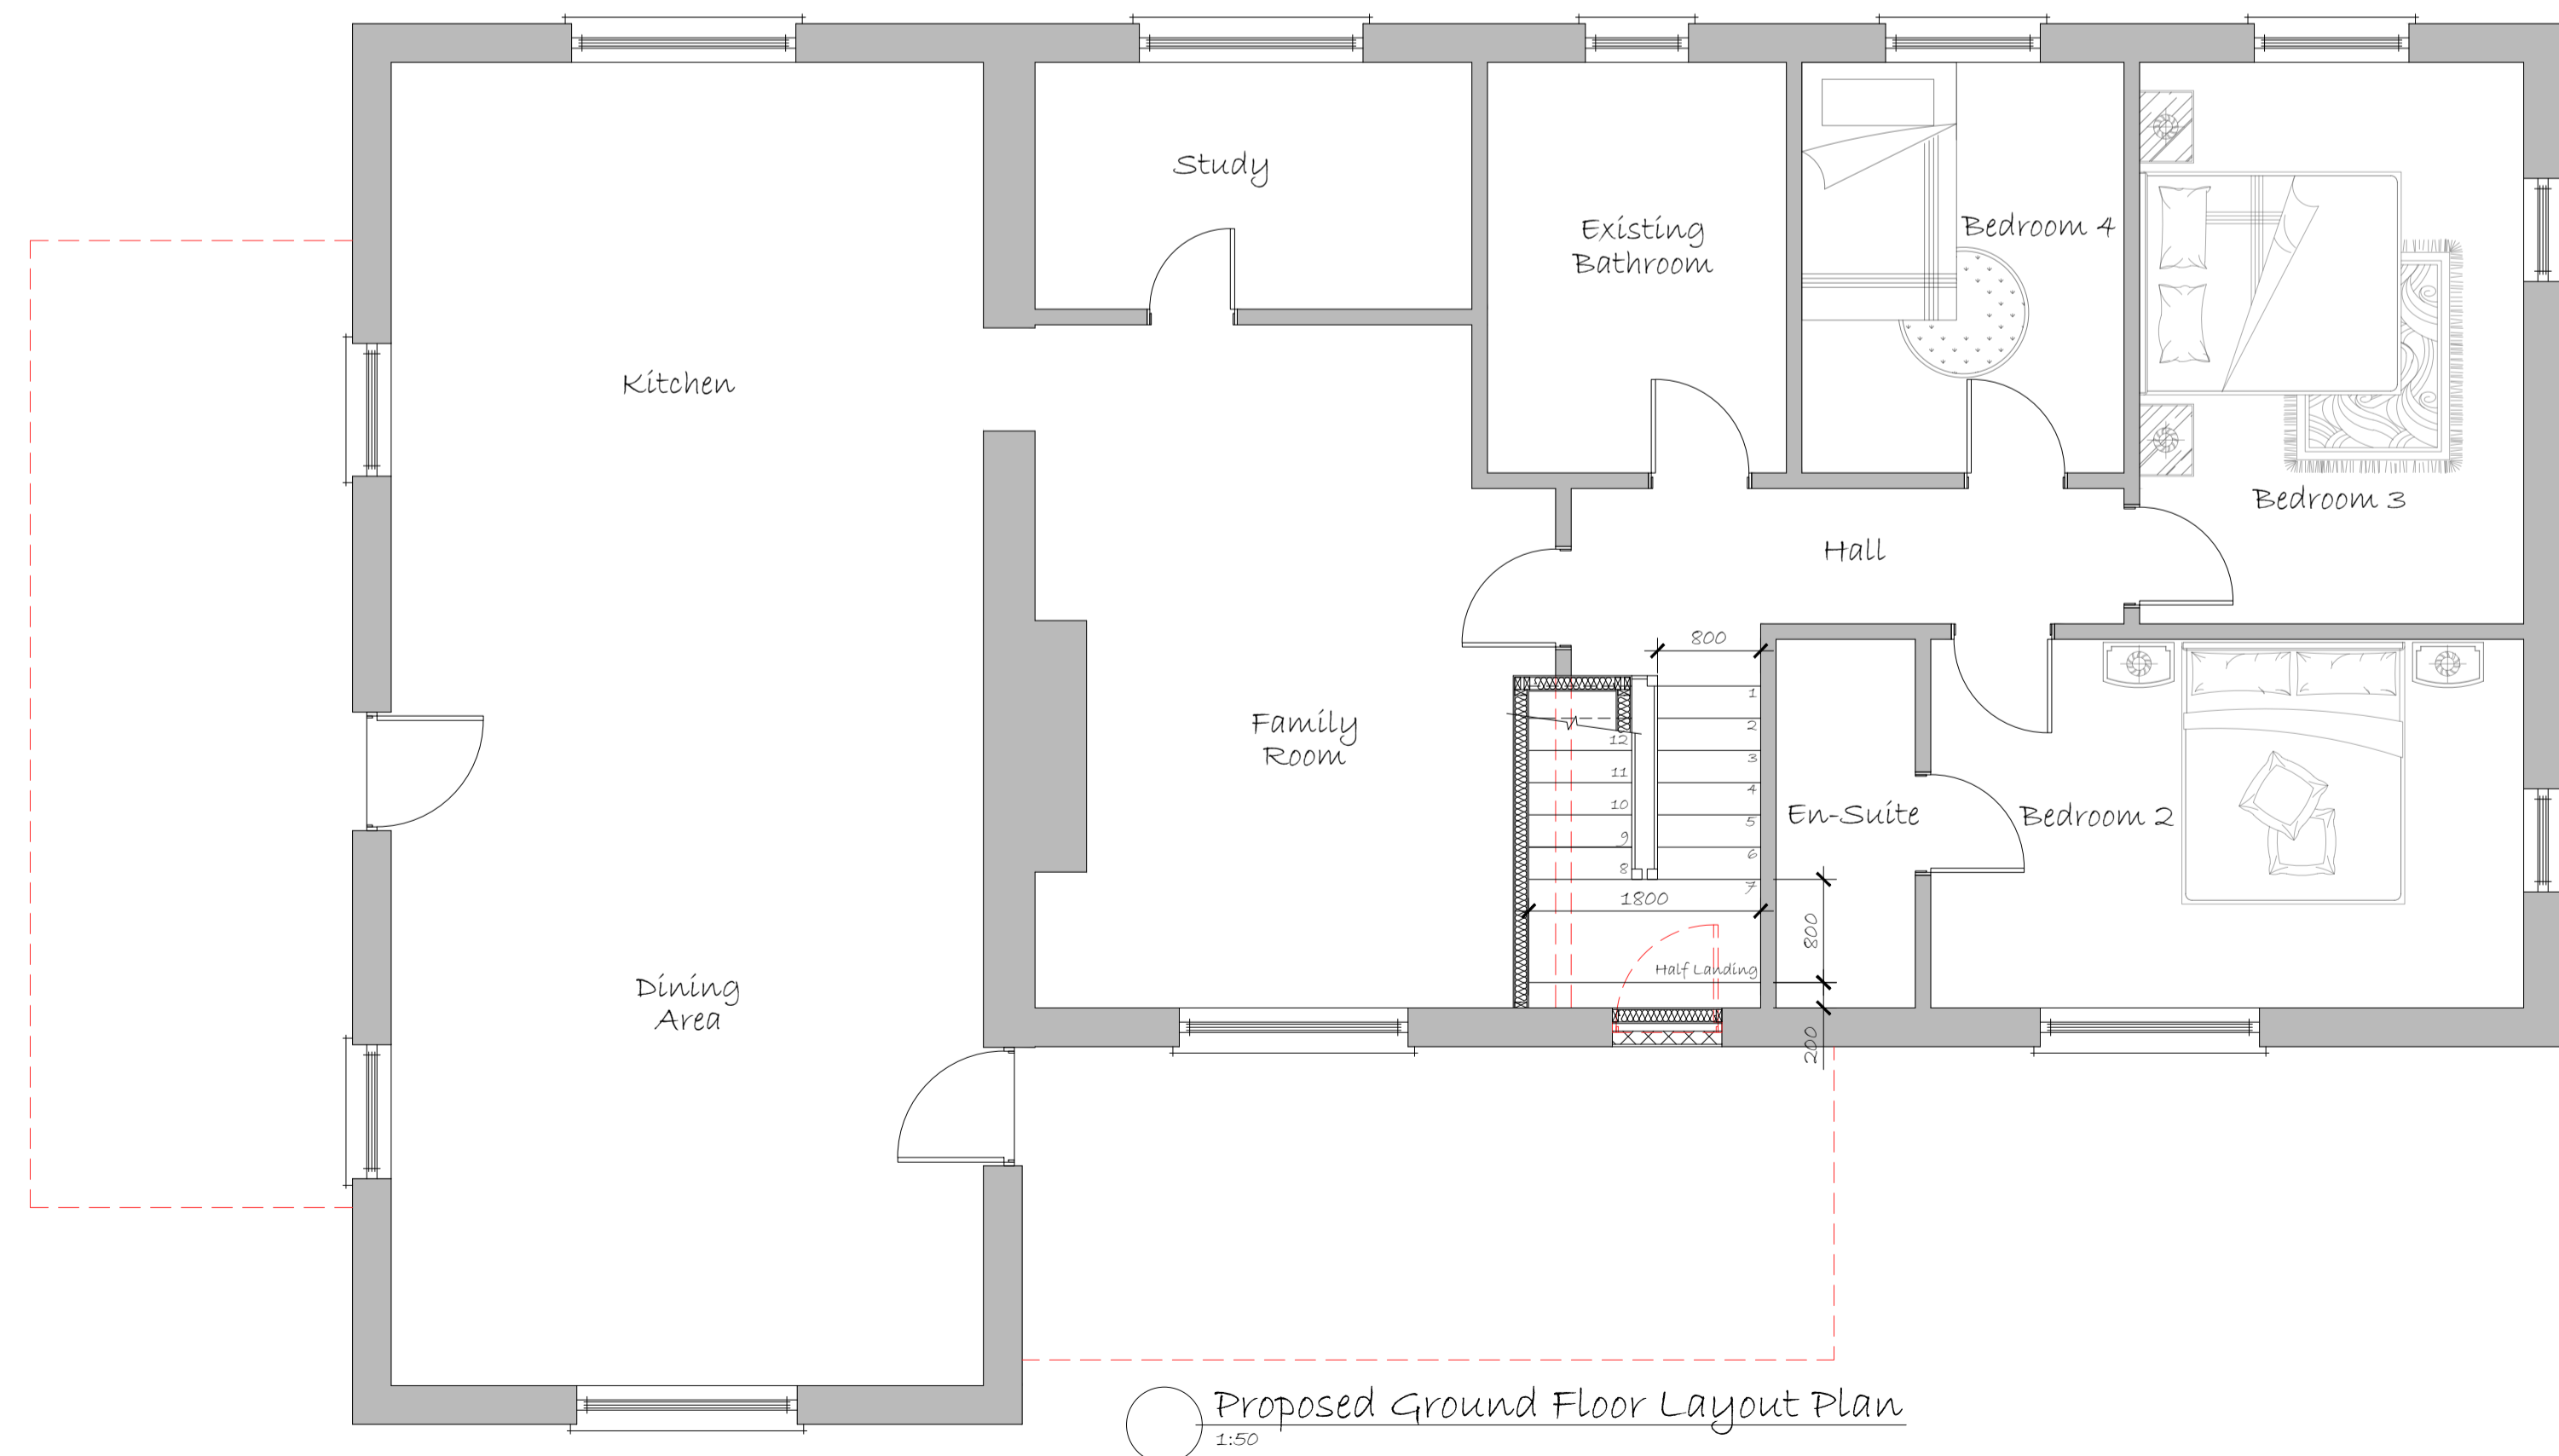 Study
Existing
Bathroom
Bedroom 4
Kitchen
Bedroom 3
Hall
800
1
2
3
4
5
6
7
12
11
10
9
8
Family
Room
En-Suite
Bedroom 2
1800
800
Half Landing
200
Dining
Area
Proposed Ground Floor Layout Plan
1:50